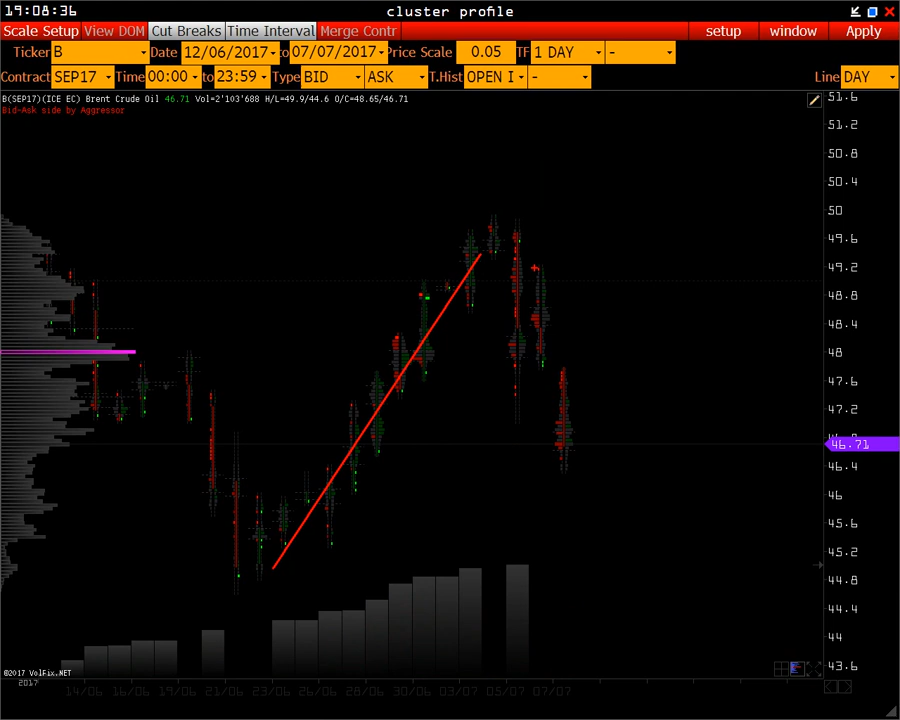 19:08:36 cluster profile
Scale Setup View DOM Cut Breaks Time Interval Merge Contr setup window Apply
Ticker B Date 12/06/2017 to 07/07/2017 Price Scale 0.05 TF 1 DAY -
Contract SEP17 Time 00:00 to 23:59 Type BID ASK T.Hist OPEN I - Line DAY
B(SEP17)(ICE EC) Brent Crude Oil 46.71 Vol=2'103'688 H/L=49.9/44.6 O/C=48.65/46.71
Bid-Ask side by Aggressor
51.6
51.2
50.8
50.4
50
49.6
49.2
48.8
48.4
48
47.6
47.2
46.71
46.4
46
45.6
45.2
44.8
44.4
44
43.6
©2017 VolFix.NET
2017
14/06 16/06 19/06 21/06 23/06 26/06 28/06 30/06 03/07 05/07 07/07